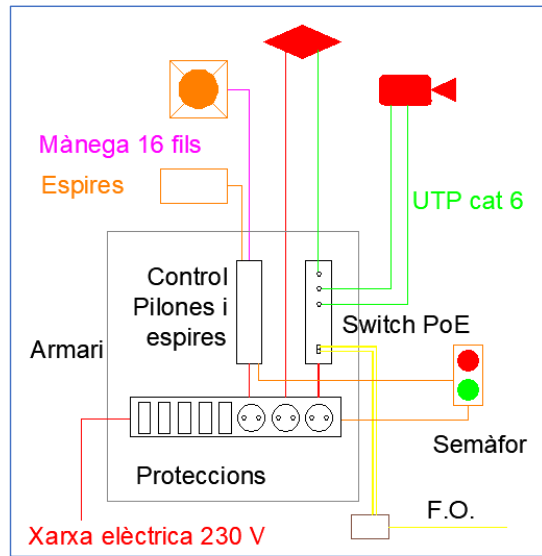 Mànega 16 fils
Espires
UTP cat 6
Control
Pilones i
espires
Switch PoE
Armari
Semàfor
Proteccions
F.O.
Xarxa elèctrica 230 V